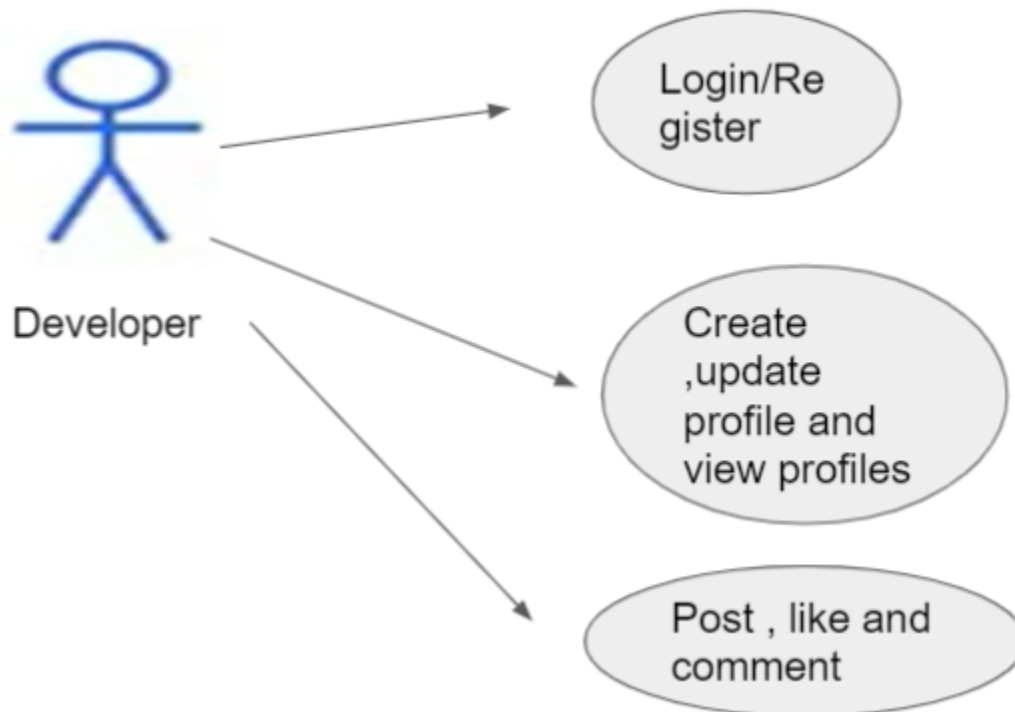 Login/Re
gister
Developer
Create
,update
profile and
view profiles
Post , like and
comment